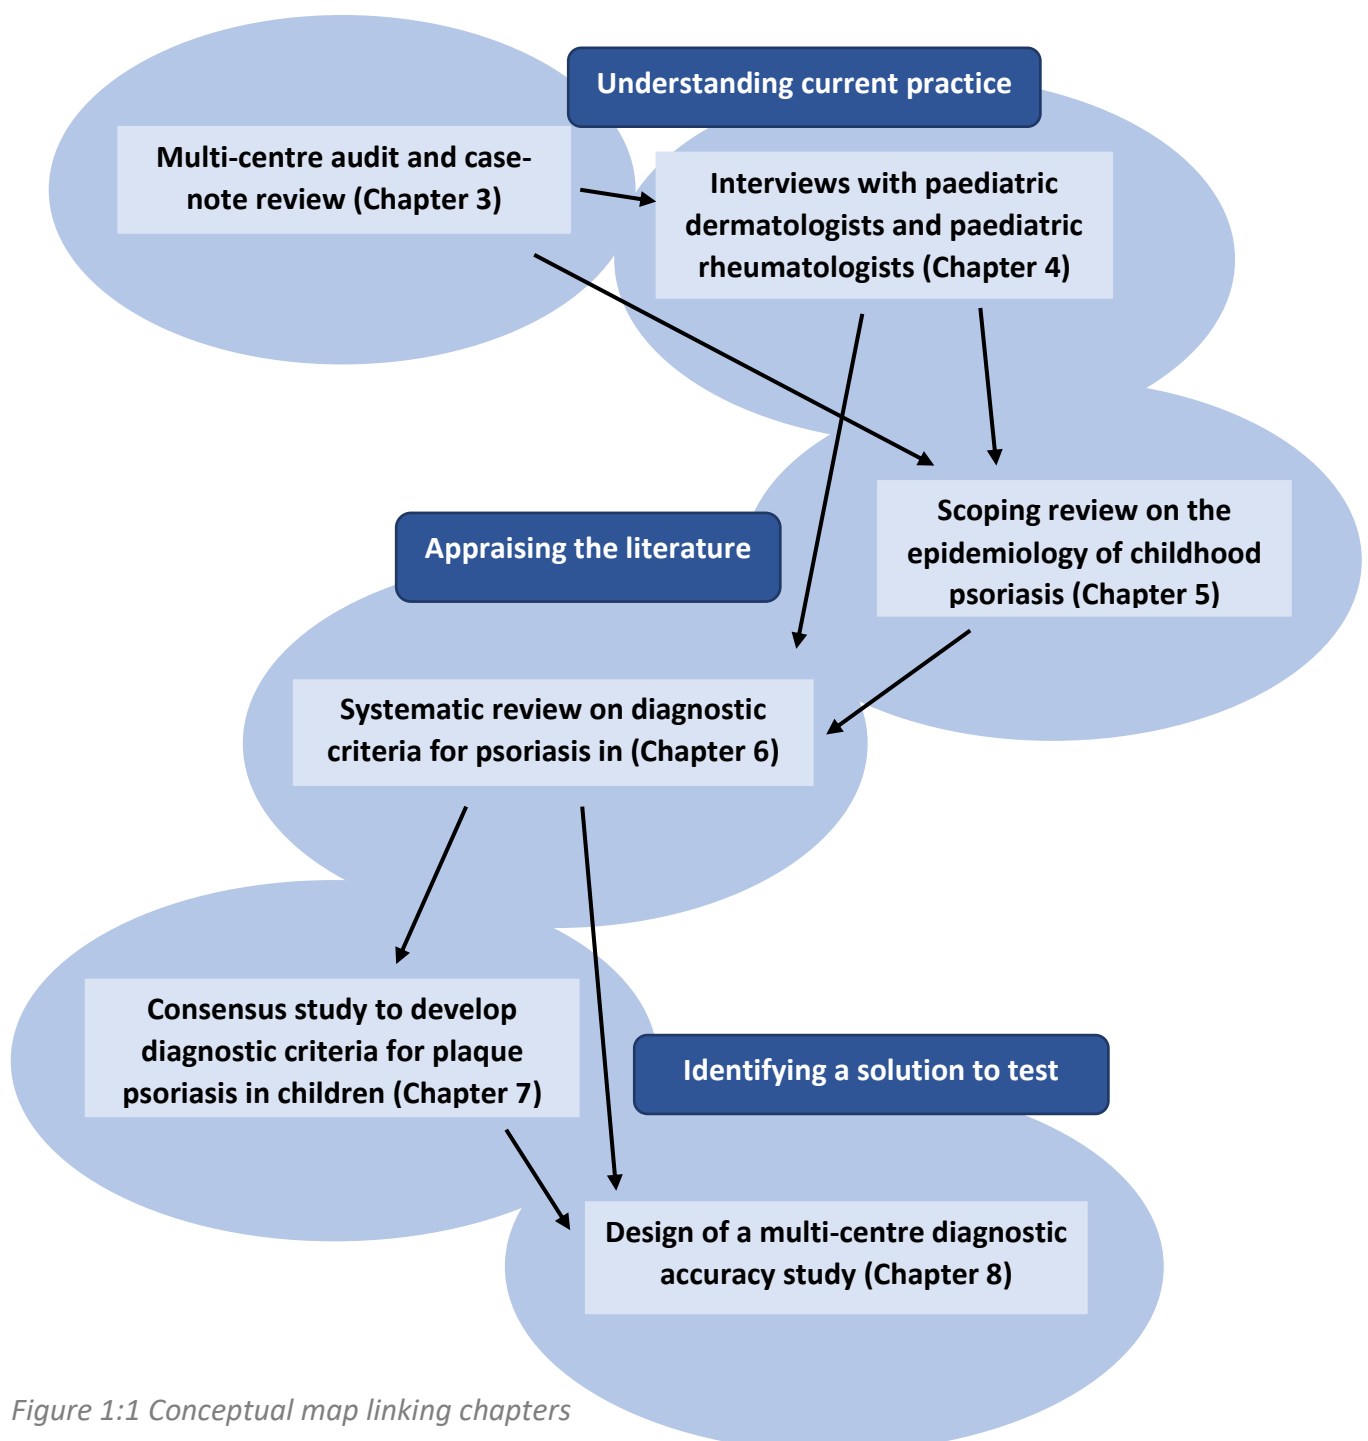 Understanding current practice
Multi-centre audit and case-
note review (Chapter 3)
Interviews with paediatric
dermatologists and paediatric
rheumatologists (Chapter 4)
Scoping review on the
epidemiology of childhood
psoriasis (Chapter 5)
Appraising the literature
Systematic review on diagnostic
criteria for psoriasis in (Chapter 6)
Consensus study to develop
diagnostic criteria for plaque
psoriasis in children (Chapter 7)
Identifying a solution to test
Design of a multi-centre diagnostic
accuracy study (Chapter 8)
Figure 1:1 Conceptual map linking chapters